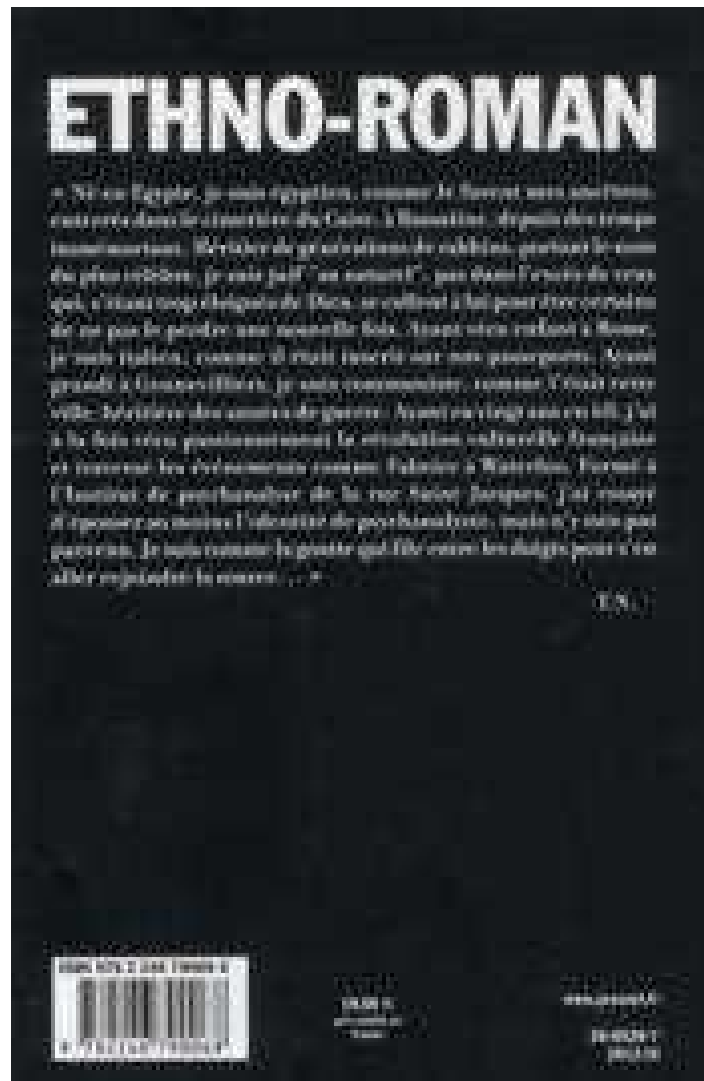 ETHNO-ROMAN
« Né en Egypte, je suis égyptien, comme le furent mes ancêtres,
enterrés dans le cimetière du Caire, à Bassatine, depuis des temps
immémoriaux. Héritier de générations de rabbins, portant le nom
du plus célèbre, je suis juif "au naturel", pas dans l'excès de ceux
qui, s'étant trop éloignés de Dieu, se collent à lui pour être certains
de ne pas le perdre une nouvelle fois. Ayant vécu enfant à Rome,
je suis italien, comme il était inscrit sur nos passeports. Ayant
grandi à Gennevilliers, je suis communiste, comme l'était cette
ville, héritière des années de guerre. Ayant eu vingt ans en 68, j'ai
à la fois vécu passionnément la révolution culturelle française
et traversé les événements comme Fabrice à Waterloo. Formé à
l'Institut de psychanalyse de la rue Saint Jacques, j'ai essayé
d'épouser au moins l'identité de psychanalyste, mais n'y suis pas
parvenu. Je suis comme la goutte qui file entre les doigts pour s'en
aller rejoindre la source. . . »
T.N.